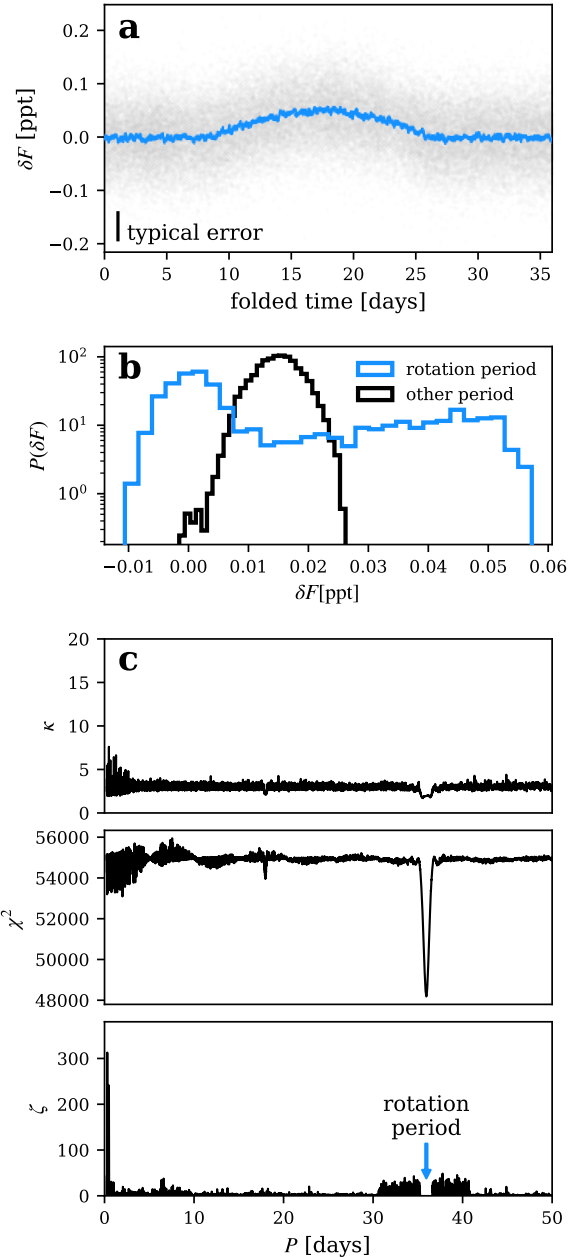 a
δF [ppt]
0.2
0.1
0.0
−0.1
−0.2
typical error
0 5 10 15 20 25 30 35
folded time [days]
b
P(δF)
10² 10¹ 10⁰
rotation period
other period
−0.01 0.00 0.01 0.02 0.03 0.04 0.05 0.06
δF[ppt]
c
κ
20
15
10
5
0
χ²
56000
54000
52000
50000
48000
ζ
300
200
100
0
rotation
period
0 10 20 30 40 50
P [days]